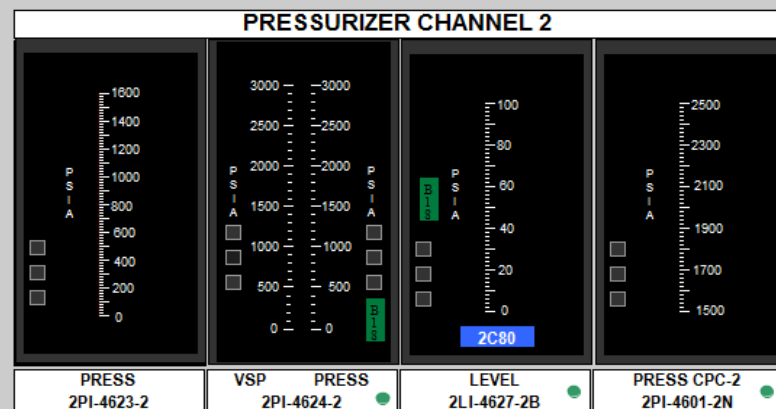 PRESSURIZER CHANNEL 2
1600
1400
1200
1000
800
600
400
200
0
PSIA
3000 3000
2500 2500
2000 2000
1500 1500
1000 1000
500 500
0 0
PSIA
PSIA
B1S
100
80
60
40
20
0
B1S
PSIA
2C80
2500
2300
2100
1900
1700
1500
PSIA
PRESS
2PI-4623-2
VSP PRESS
2PI-4624-2
LEVEL
2LI-4627-2B
PRESS CPC-2
2PI-4601-2N